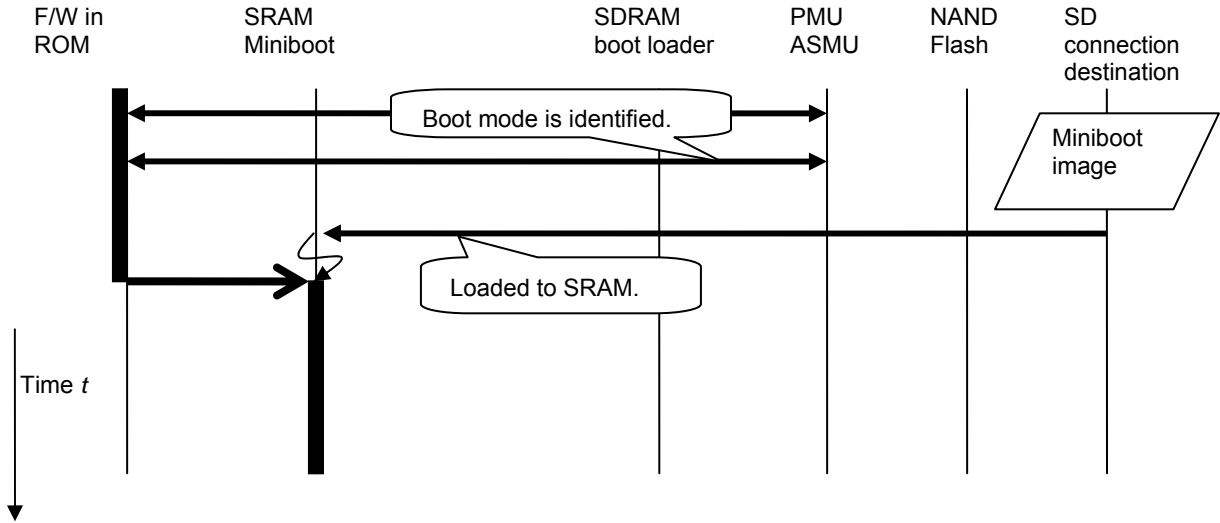 F/W in
ROM
SRAM
Miniboot
SDRAM
boot loader
PMU
ASMU
NAND
Flash
SD
connection
destination
Boot mode is identified.
Miniboot
image
Loaded to SRAM.
Time t